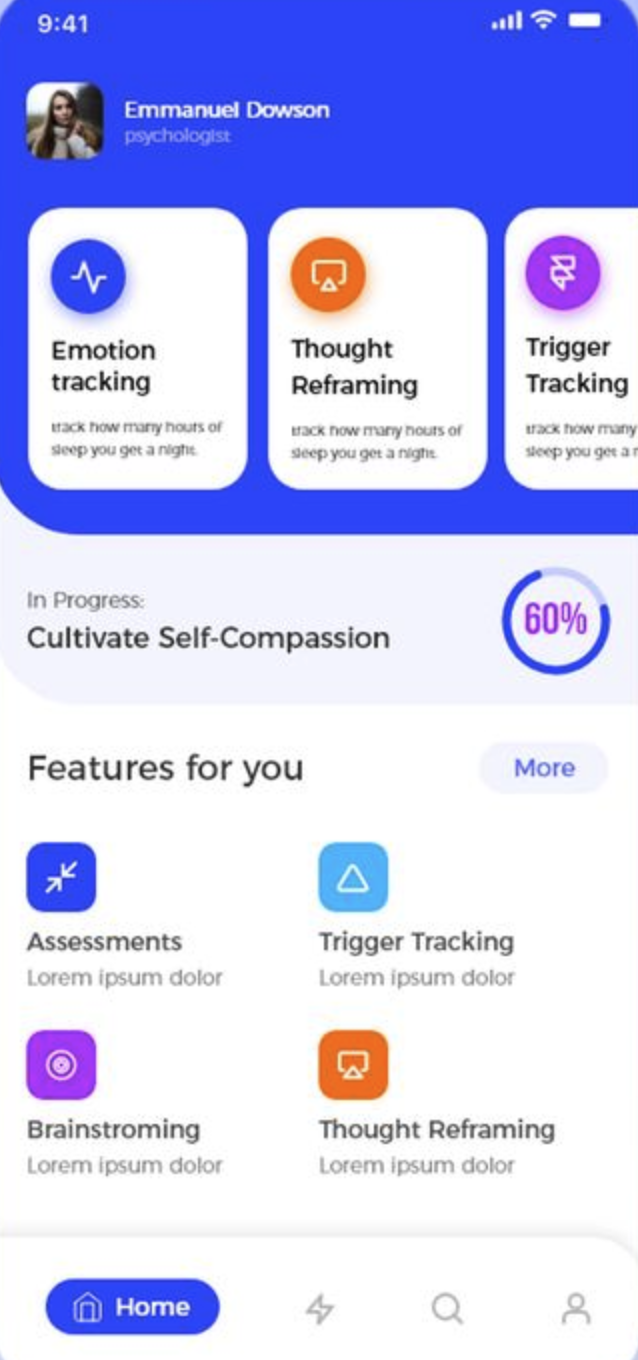 9:41
Emmanuel Dowson
psychologist
Emotion
tracking
track how many hours of
sleep you get a night.
Thought
Reframing
track how many hours of
sleep you get a night.
Trigger
Tracking
track how many
sleep you get a
In Progress:
Cultivate Self-Compassion
60%
Features for you
More
Assessments
Lorem ipsum dolor
Trigger Tracking
Lorem ipsum dolor
Brainstroming
Lorem ipsum dolor
Thought Reframing
Lorem ipsum dolor
Home